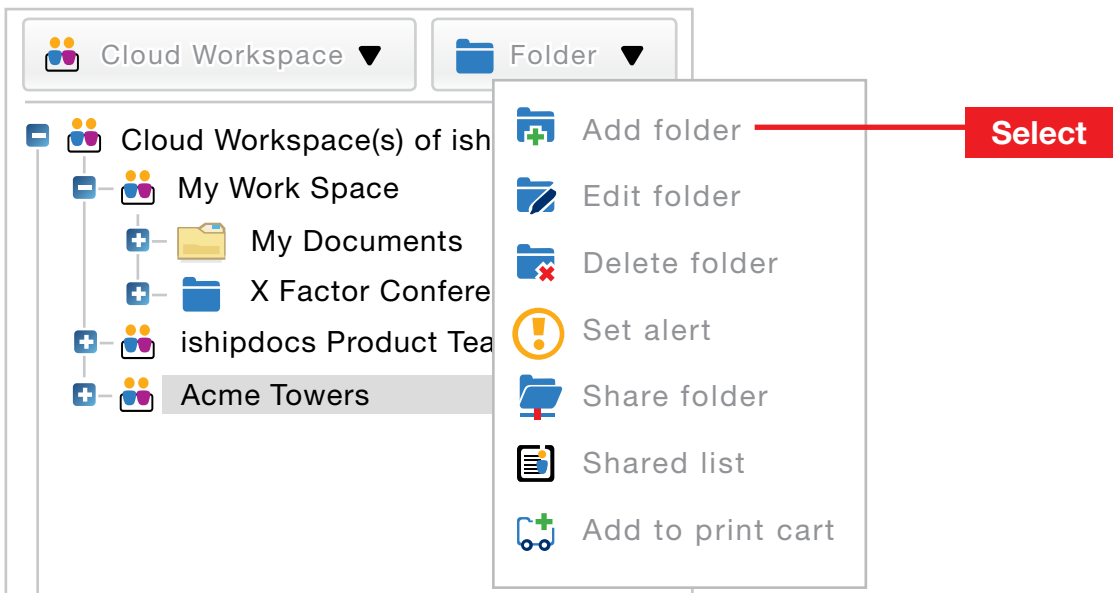 Cloud Workspace
Folder
Cloud Workspace(s) of ish
My Work Space
My Documents
X Factor Confere
ishipdocs Product Tea
Acme Towers
Add folder
Select
Edit folder
Delete folder
Set alert
Share folder
Shared list
Add to print cart